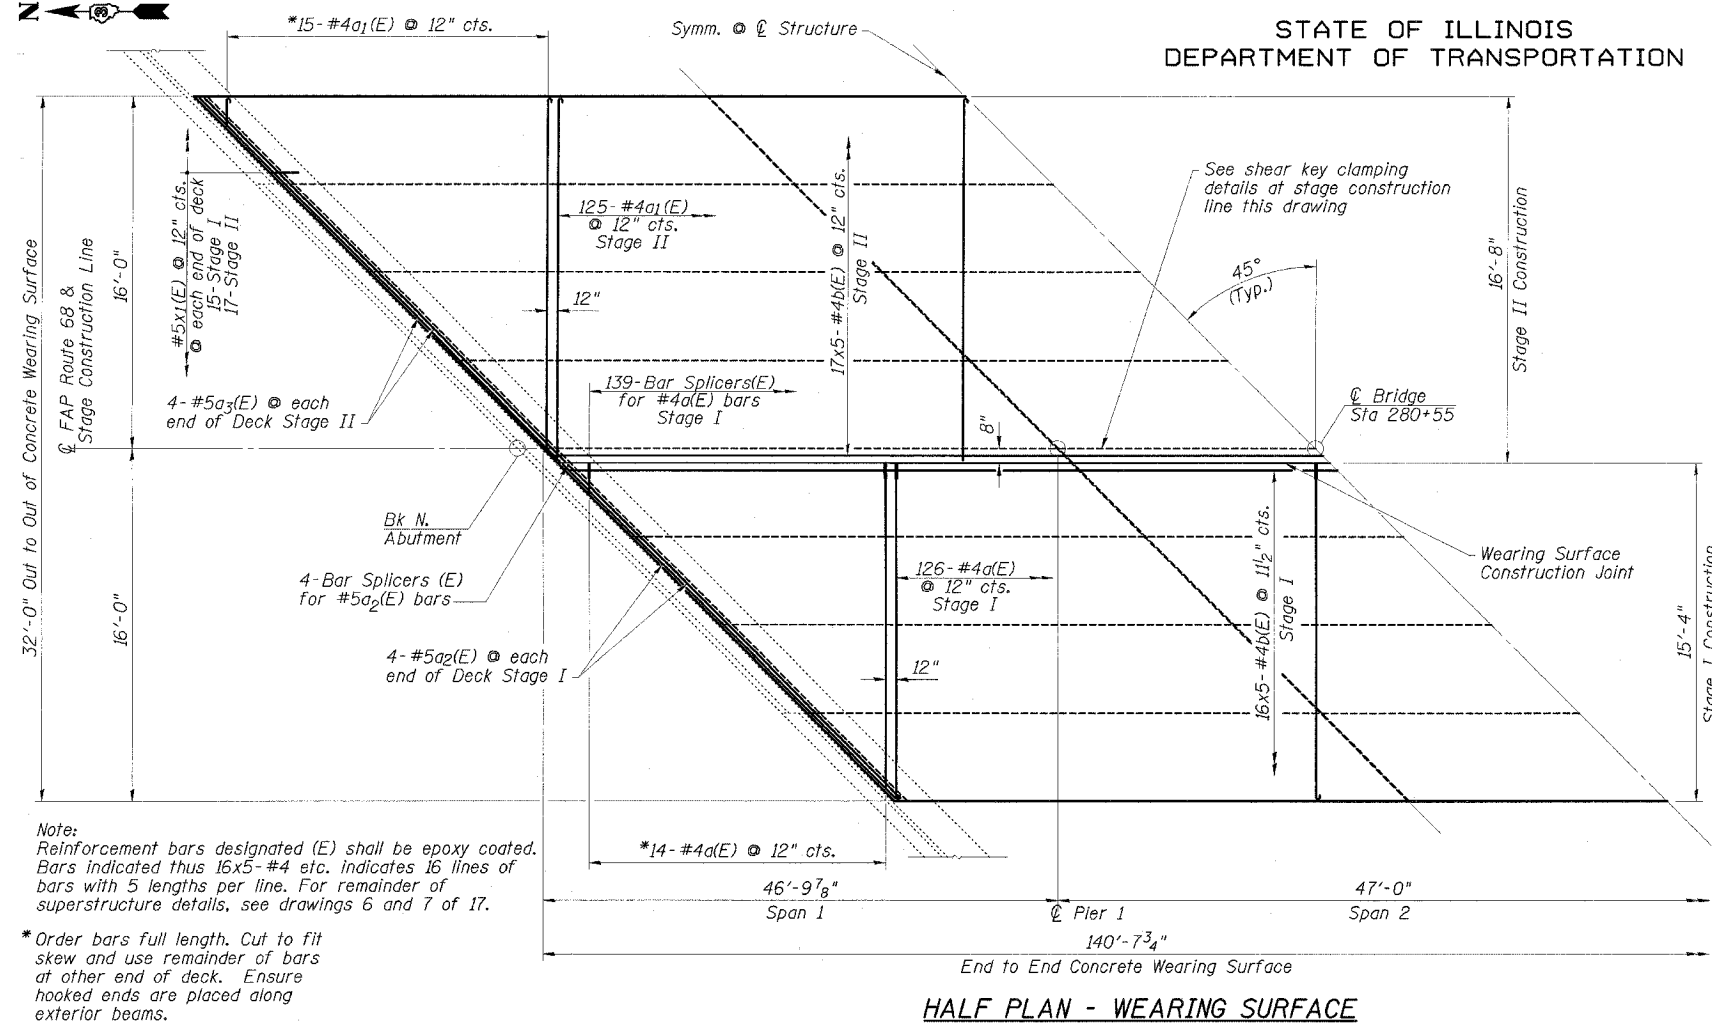 N
*15-#4a1(E) @ 12" cts.
Symm. @ ℄ Structure
STATE OF ILLINOIS
DEPARTMENT OF TRANSPORTATION
32'-0" Out to Out of Concrete Wearing Surface
℄ FAP Route 68 &
Stage Construction Line
16'-0"
16'-0"
#5x1(E) @ 12" cts.
@ each end of deck
15-Stage I
17-Stage II
125-#4a1(E)
@ 12" cts.
Stage II
17x5-#4b(E) @ 12" cts.
Stage II
See shear key clamping
details at stage construction
line this drawing
45°
(Typ.)
16'-8"
Stage II Construction
12"
4-#5a3(E) @ each
end of Deck Stage II
139-Bar Splicers(E)
for #4a(E) bars
Stage I
8"
℄ Bridge
Sta 280+55
Bk N.
Abutment
4-Bar Splicers (E)
for #5a2(E) bars
126-#4a(E)
@ 12" cts.
Stage I
16x5-#4b(E) @ 11½" cts.
Stage I
Wearing Surface
Construction Joint
15'-4"
Stage I Construction
4-#5a2(E) @ each
end of Deck Stage I
12"
*14-#4a(E) @ 12" cts.
Note:
Reinforcement bars designated (E) shall be epoxy coated.
Bars indicated thus 16x5-#4 etc. indicates 16 lines of
bars with 5 lengths per line. For remainder of
superstructure details, see drawings 6 and 7 of 17.
*Order bars full length. Cut to fit
skew and use remainder of bars
at other end of deck. Ensure
hooked ends are placed along
exterior beams.
46'-9⅞"
Span 1
℄ Pier 1
47'-0"
Span 2
140'-7¾"
End to End Concrete Wearing Surface
HALF PLAN - WEARING SURFACE